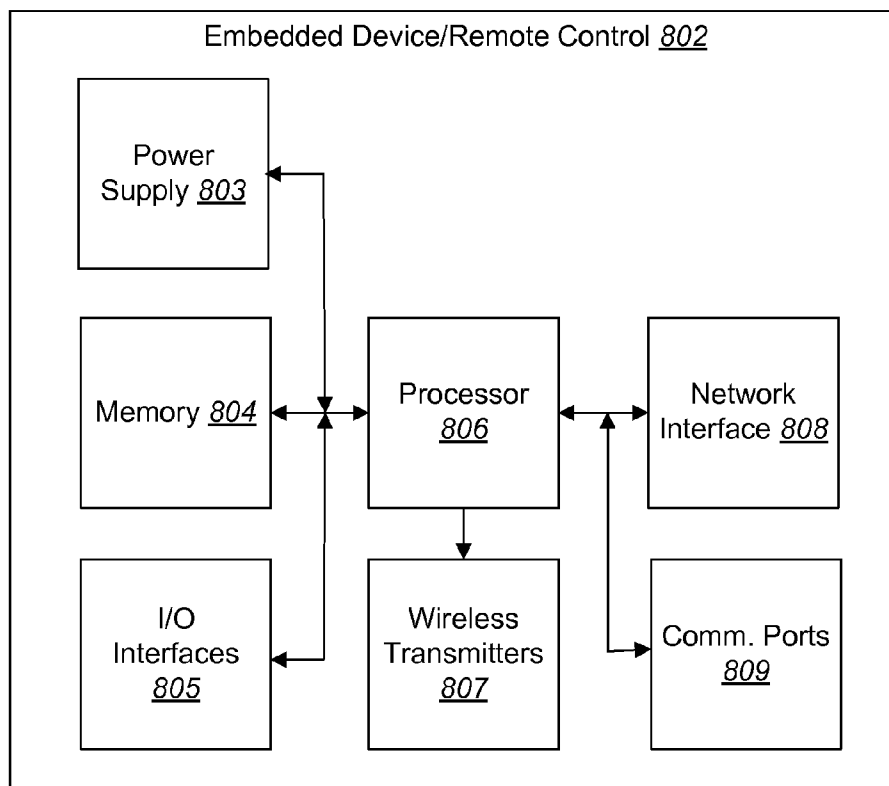 Embedded Device/Remote Control 802
Power
Supply 803
Memory 804
Processor
806
Network
Interface 808
I/O
Interfaces
805
Wireless
Transmitters
807
Comm. Ports
809